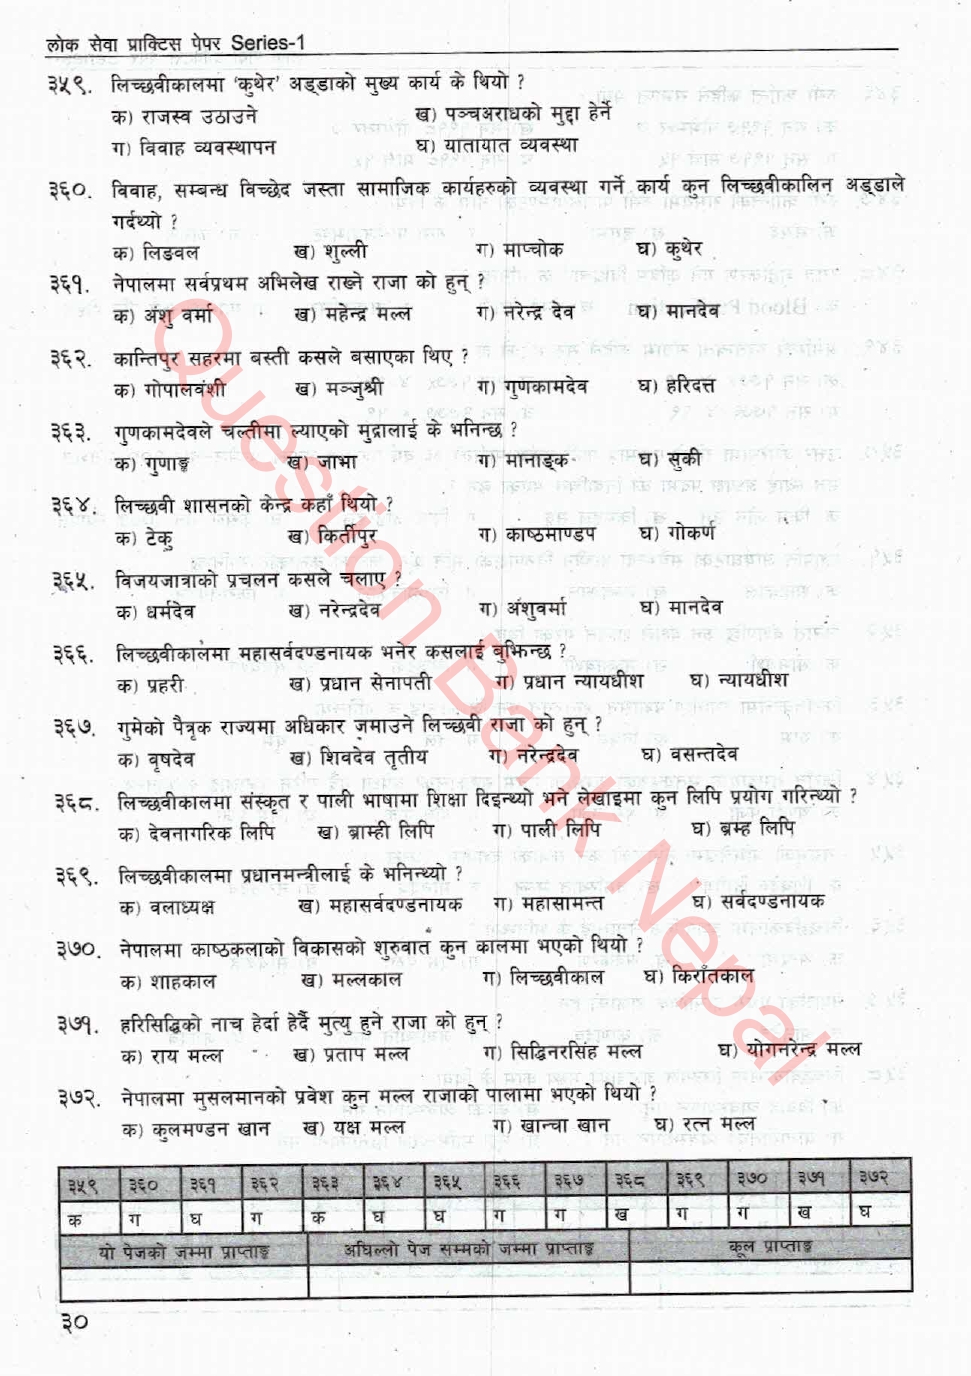 लोक सेवा प्राक्टिस पेपर Series-1
३५९. लिच्छवीकालमा ‘कुथेर’ अड्डाको मुख्य कार्य के थियो ?
क) राजस्व उठाउने ख) पञ्चअराधको मुद्दा हेर्ने
ग) विवाह व्यवस्थापन घ) यातायात व्यवस्था
३६०. विवाह, सम्बन्ध विच्छेद जस्ता सामाजिक कार्यहरुको व्यवस्था गर्ने कार्य कुन लिच्छवीकालिन अड्डाले
गर्दथ्यो ?
क) लिङवल ख) शुल्ली ग) माप्चोक घ) कुथेर
३६१. नेपालमा सर्वप्रथम अभिलेख राख्ने राजा को हुन् ?
क) अंशु वर्मा ख) महेन्द्र मल्ल ग) नरेन्द्र देव घ) मानदेव
३६२. कान्तिपुर सहरमा बस्ती कसले बसाएका थिए ?
क) गोपालवंशी ख) मञ्जुश्री ग) गुणकामदेव घ) हरिदत्त
३६३. गुणकामदेवले चल्तीमा ल्याएको मुद्रालाई के भनिन्छ ?
क) गुणाङ्क ख) जाभा ग) मानाङ्क घ) सुकी
३६४. लिच्छवी शासनको केन्द्र कहाँ थियो ?
क) टेकु ख) किर्तीपुर ग) काष्ठमाण्डप घ) गोकर्ण
३६५. विजयजात्राको प्रचलन कसले चलाए ?
क) धर्मदेव ख) नरेन्द्रदेव ग) अंशुवर्मा घ) मानदेव
३६६. लिच्छवीकालमा महासर्वदण्डनायक भनेर कसलाई बुझिन्छ ?
क) प्रहरी ख) प्रधान सेनापती ग) प्रधान न्यायधीश घ) न्यायधीश
३६७. गुमेको पैत्रृक राज्यमा अधिकार जमाउने लिच्छवी राजा को हुन् ?
क) वृषदेव ख) शिवदेव तृतीय ग) नरेन्द्रदेव घ) वसन्तदेव
३६८. लिच्छवीकालमा संस्कृत र पाली भाषामा शिक्षा दिइन्थ्यो भने लेखाइमा कुन लिपि प्रयोग गरिन्थ्यो ?
क) देवनागरिक लिपि ख) ब्राम्ही लिपि ग) पाली लिपि घ) ब्रम्ह लिपि
३६९. लिच्छवीकालमा प्रधानमन्त्रीलाई के भनिन्थ्यो ?
क) वलाध्यक्ष ख) महासर्वदण्डनायक ग) महासामन्त घ) सर्वदण्डनायक
३७०. नेपालमा काष्ठकलाको विकासको शुरुवात कुन कालमा भएको थियो ?
क) शाहकाल ख) मल्लकाल ग) लिच्छवीकाल घ) किराँतकाल
३७१. हरिसिद्धिको नाच हेर्दा हेर्दै मुत्यु हुने राजा को हुन् ?
क) राय मल्ल ख) प्रताप मल्ल ग) सिद्धिनरसिंह मल्ल घ) योगनरेन्द्र मल्ल
३७२. नेपालमा मुसलमानको प्रवेश कुन मल्ल राजाको पालामा भएको थियो ?
क) कुलमण्डन खान ख) यक्ष मल्ल ग) खान्चा खान घ) रत्न मल्ल
३५९ ३६० ३६१ ३६२ ३६३ ३६४ ३६५ ३६६ ३६७ ३६८ ३६९ ३७० ३७१ ३७२
क ग घ ग क घ घ ग ग ख ग ग ख घ
यो पेजको जम्मा प्राप्ताङ्क अघिल्लो पेज सम्मको जम्मा प्राप्ताङ्क कूल प्राप्ताङ्क
३०
Question Bank Nepal